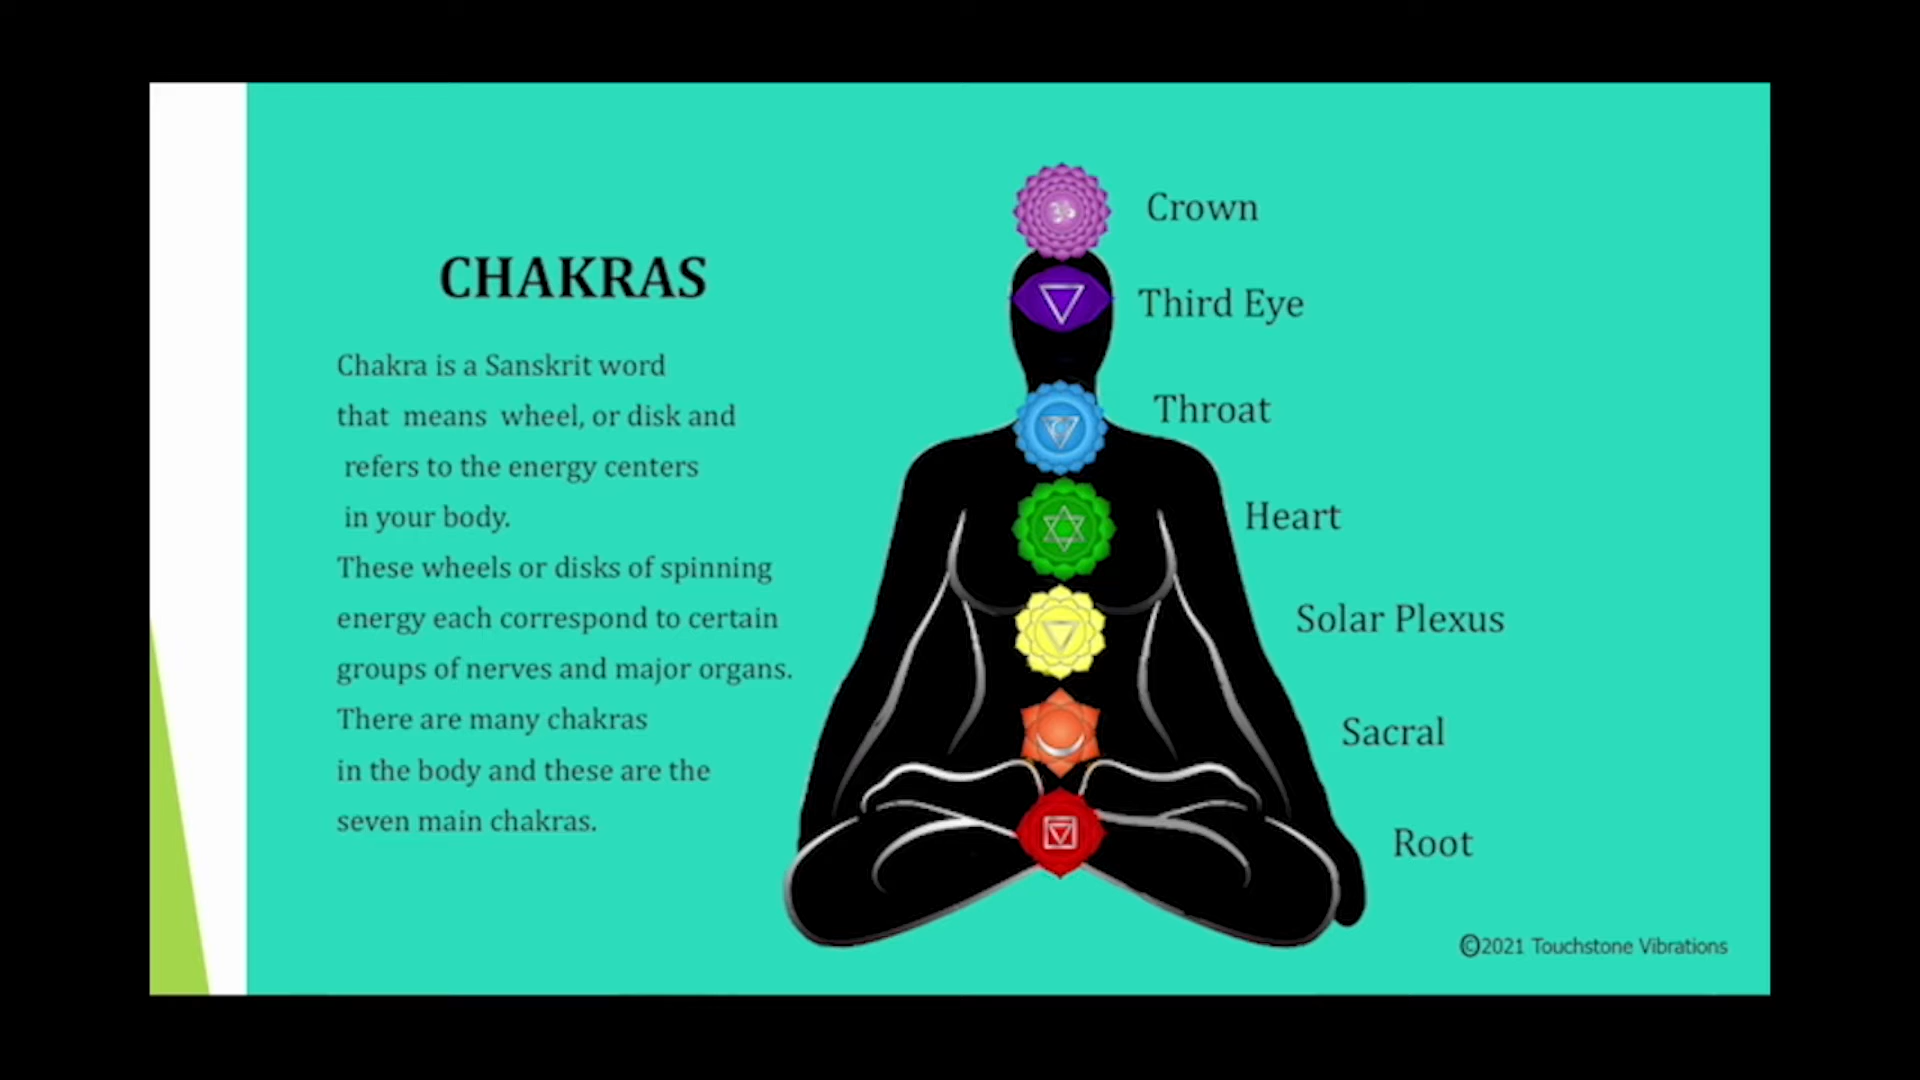 CHAKRAS
Chakra is a Sanskrit word
that means wheel, or disk and
refers to the energy centers
in your body.
These wheels or disks of spinning
energy each correspond to certain
groups of nerves and major organs.
There are many chakras
in the body and these are the
seven main chakras.
ॐ
Crown
Third Eye
Throat
Heart
Solar Plexus
Sacral
Root
©2021 Touchstone Vibrations